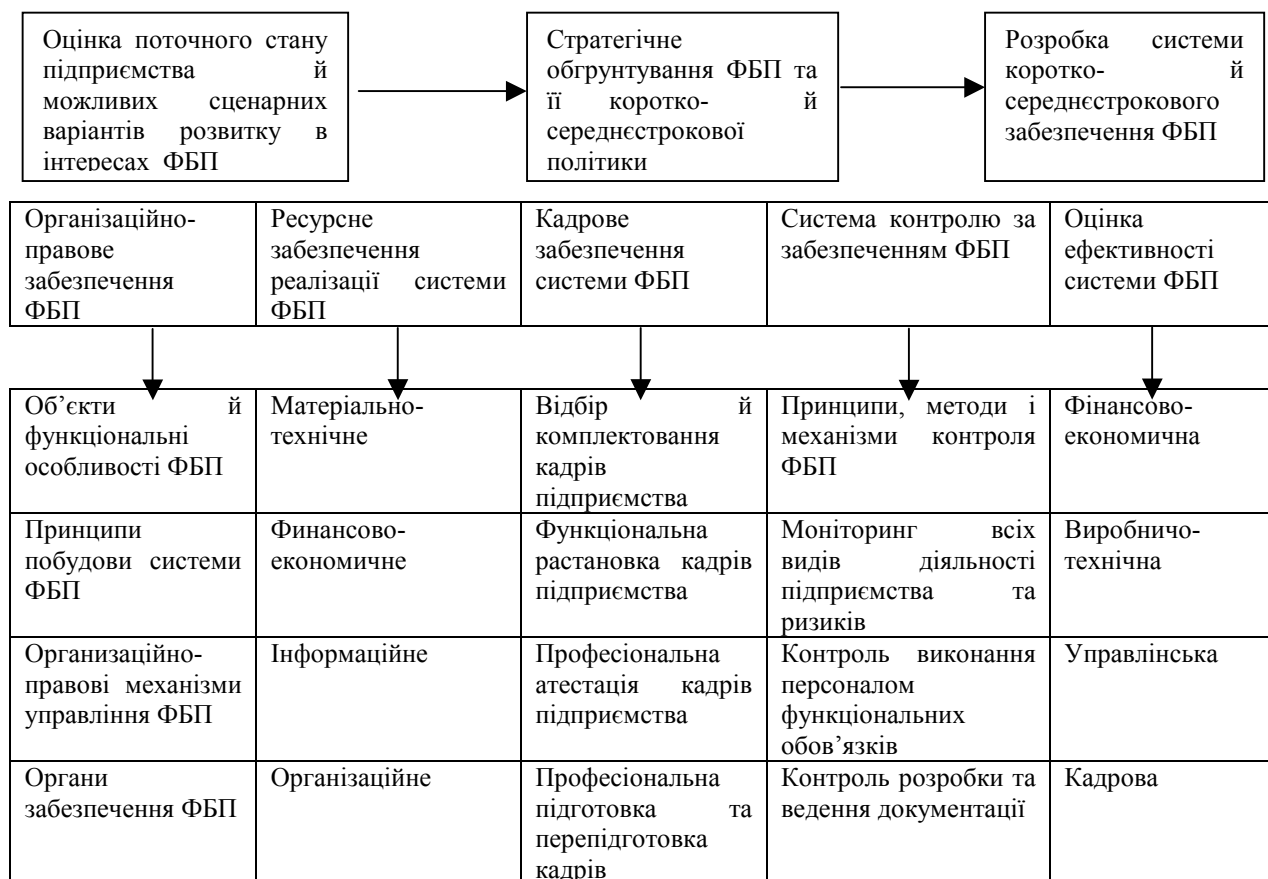 Оцінка поточного стану
підприємства й
можливих сценарних
варіантів розвитку в
інтересах ФБП
Стратегічне
обгрунтування ФБП та
її коротко- й
середнєстрокової
політики
Розробка системи
коротко- й
середнєстрокового
забезпечення ФБП
Організаційно-
правове
забезпечення
ФБП
Ресурсне
забезпечення
реалізації системи
ФБП
Кадрове
забезпечення
системи ФБП
Система контролю за
забезпеченням ФБП
Оцінка
ефективності
системи ФБП
Об’єкти й
функціональні
особливості ФБП
Матеріально-
технічне
Відбір й
комплектовання
кадрів
підприємства
Принципи, методи і
механізми контроля
ФБП
Фінансово-
економична
Принципи
побудови системи
ФБП
Финансово-
економичне
Функціональна
растановка кадрів
підприємства
Моніторинг всіх
видів діяльності
підприємства та
ризиків
Виробничо-
технічна
Организаційно-
правові механізми
управління ФБП
Інформаційне
Професіональна
атестація кадрів
підприємства
Контроль виконання
персоналом
функціональних
обов’язків
Управлінська
Органи
забезпечення ФБП
Організаційне
Професіональна
підготовка та
перепідготовка
кадрів
Контроль розробки та
ведення документації
Кадрова